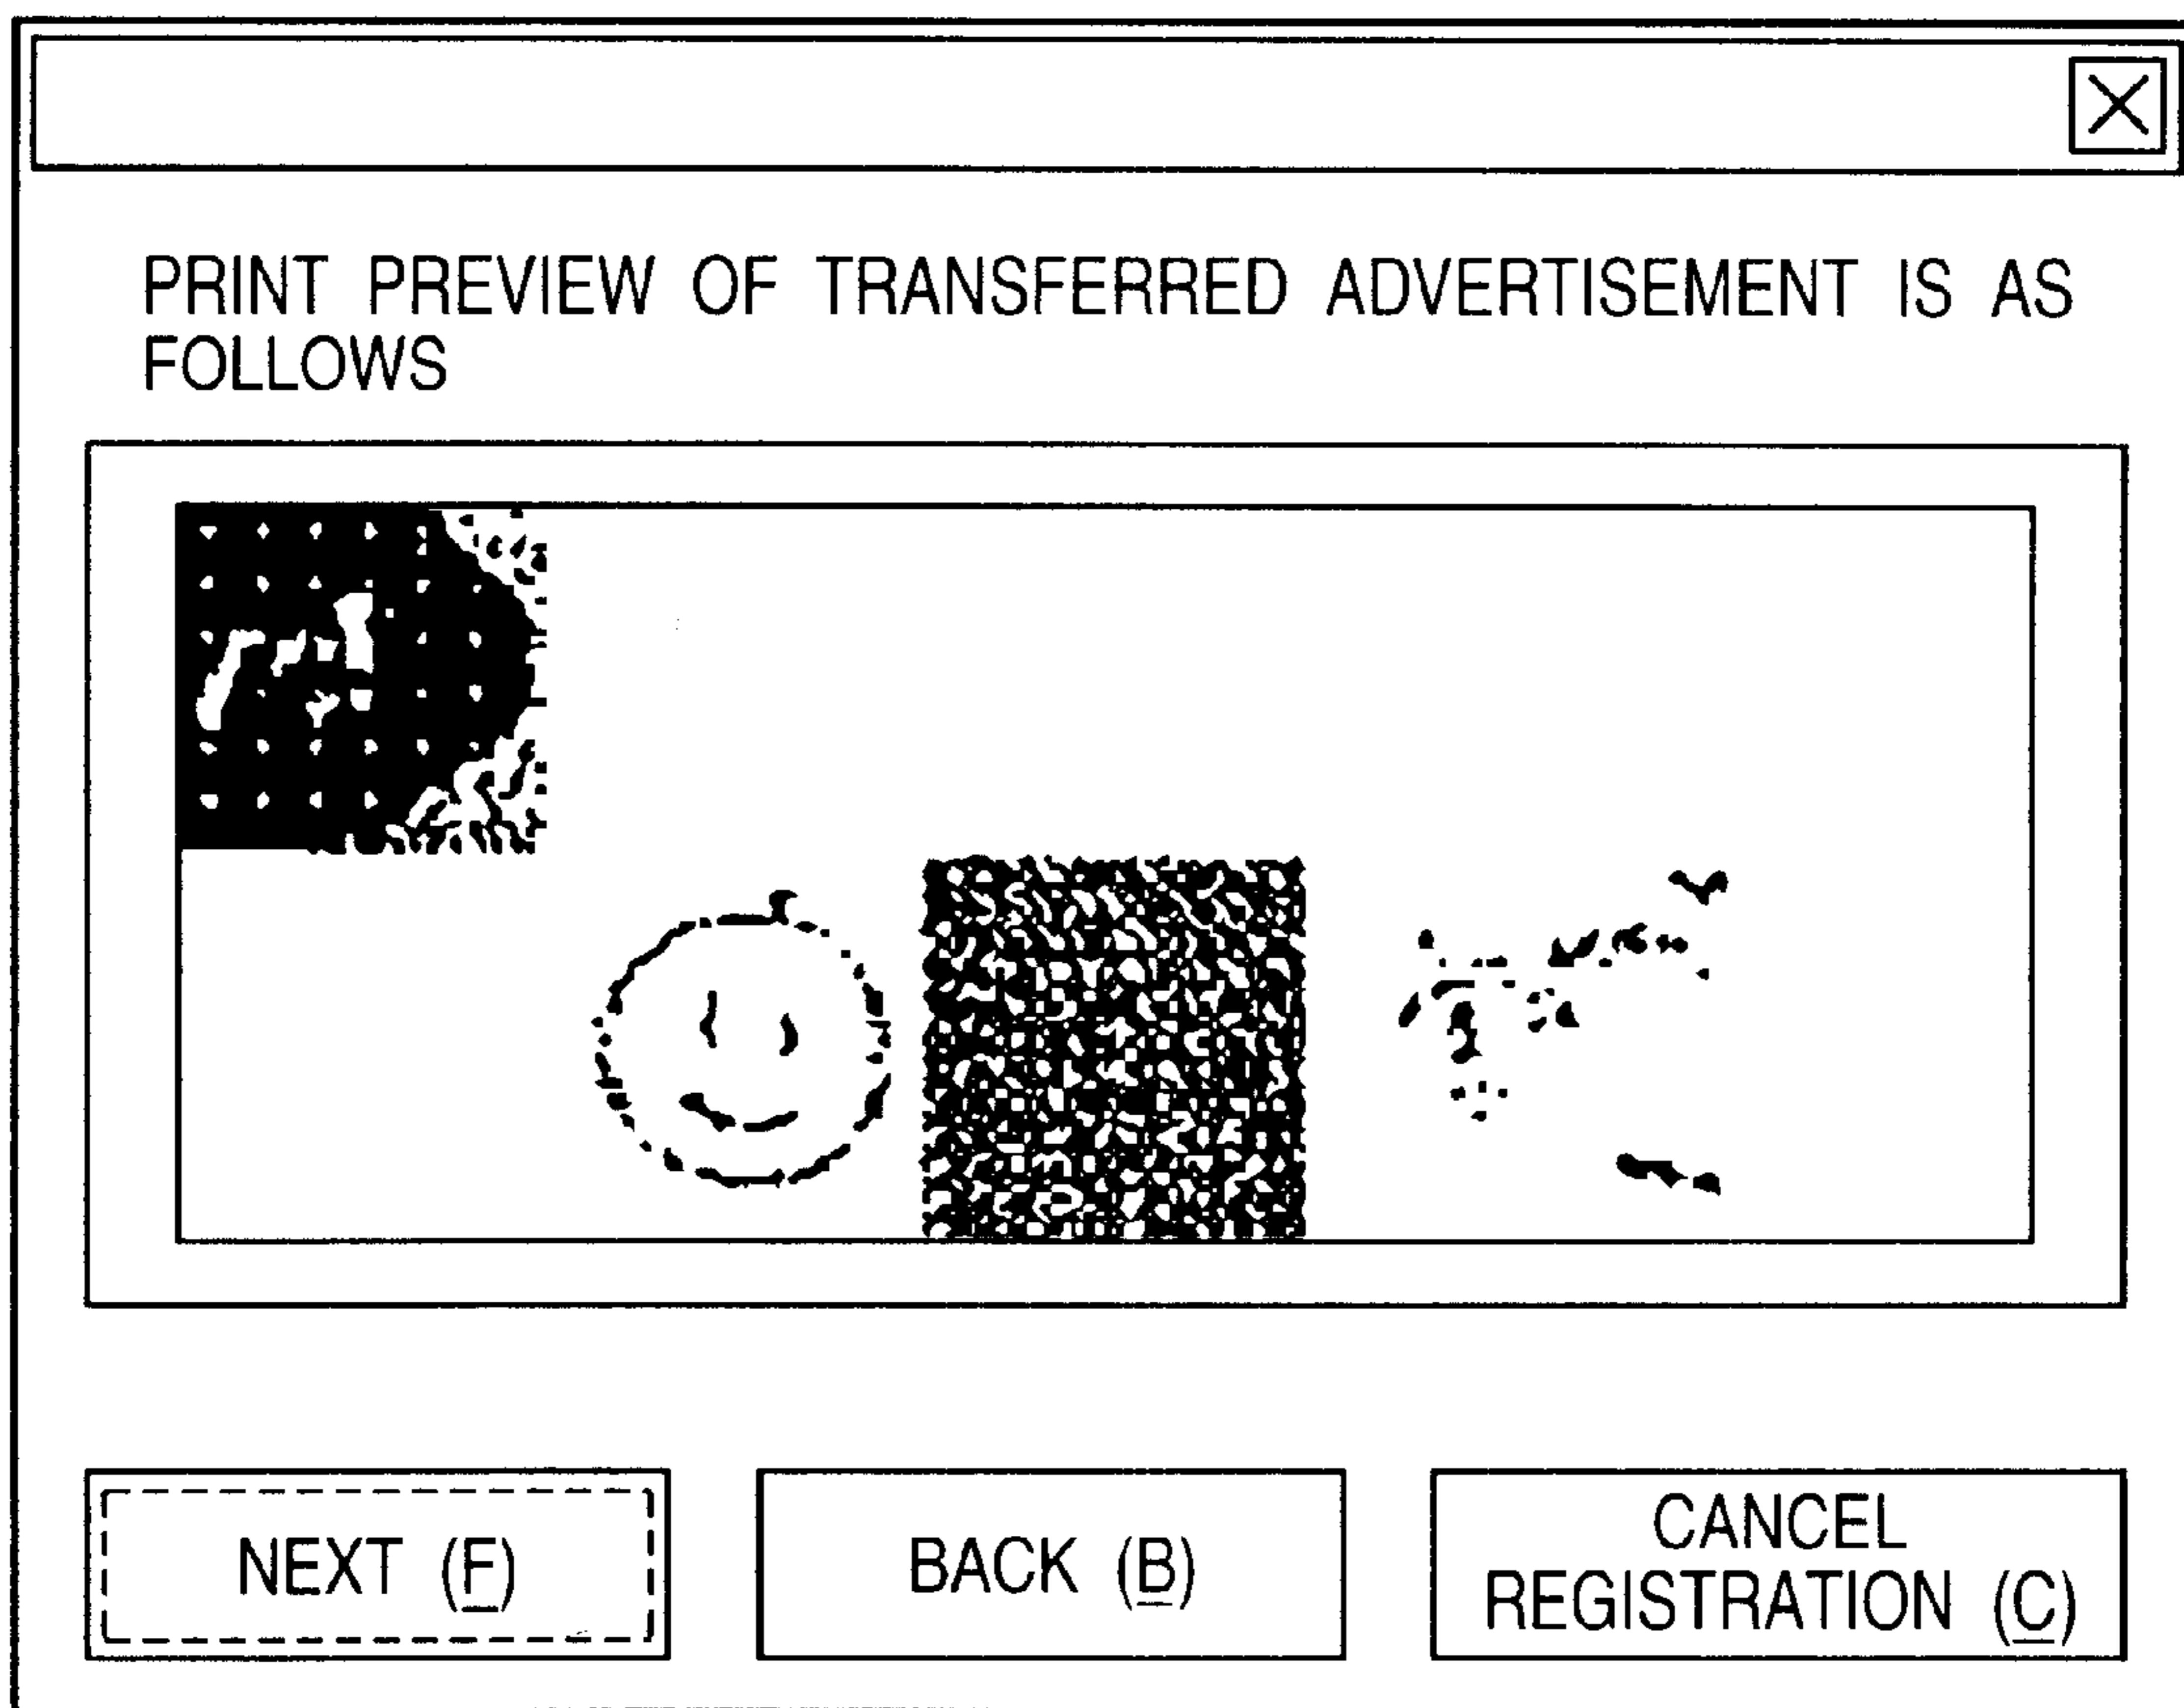 PRINT PREVIEW OF TRANSFERRED ADVERTISEMENT IS AS
FOLLOWS
NEXT (F)
BACK (B)
CANCEL
REGISTRATION (C)